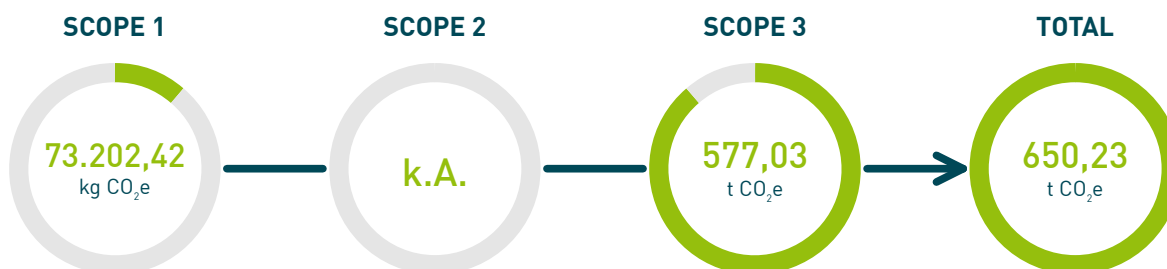 SCOPE 1
73.202,42
kg CO₂e
SCOPE 2
k.A.
SCOPE 3
577,03
t CO₂e
TOTAL
650,23
t CO₂e